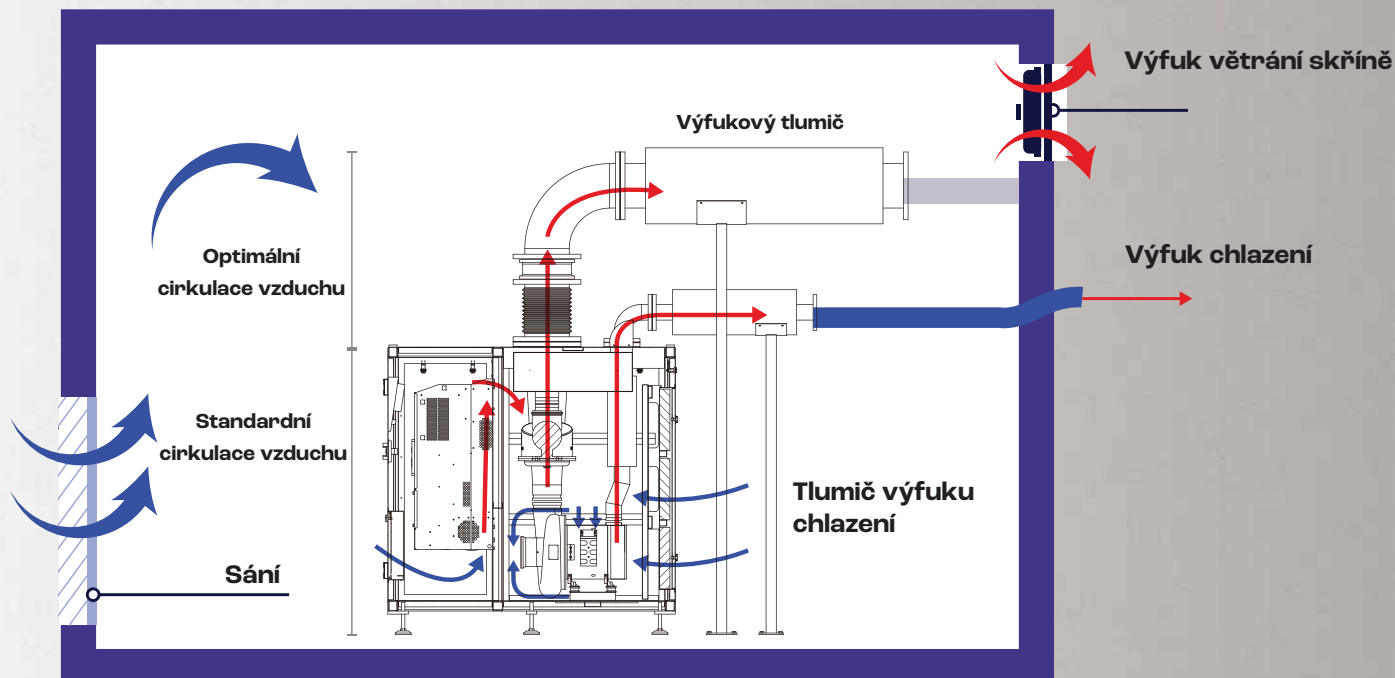 Výfuk větrání skříně
Výfukový tlumič
Optimální
cirkulace vzduchu
Výfuk chlazení
Standardní
cirkulace vzduchu
Tlumič výfuku
chlazení
Sání